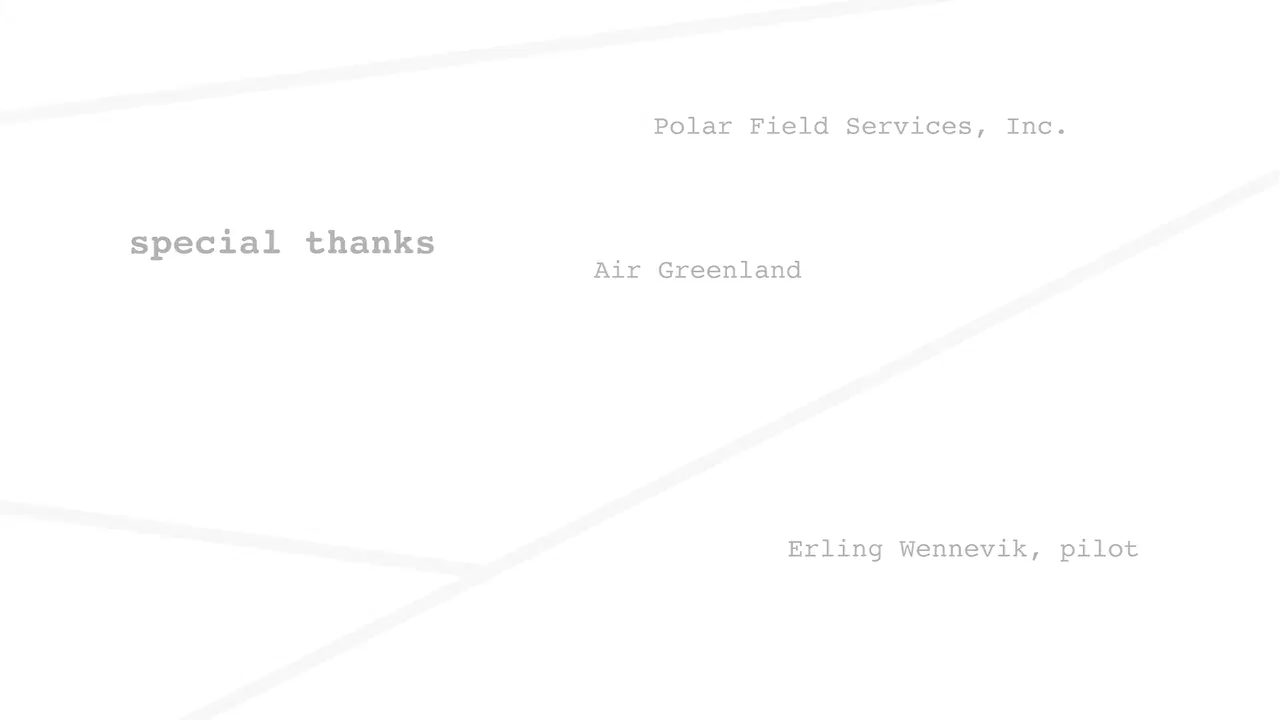 Polar Field Services, Inc.
special thanks
Air Greenland
Erling Wennevik, pilot